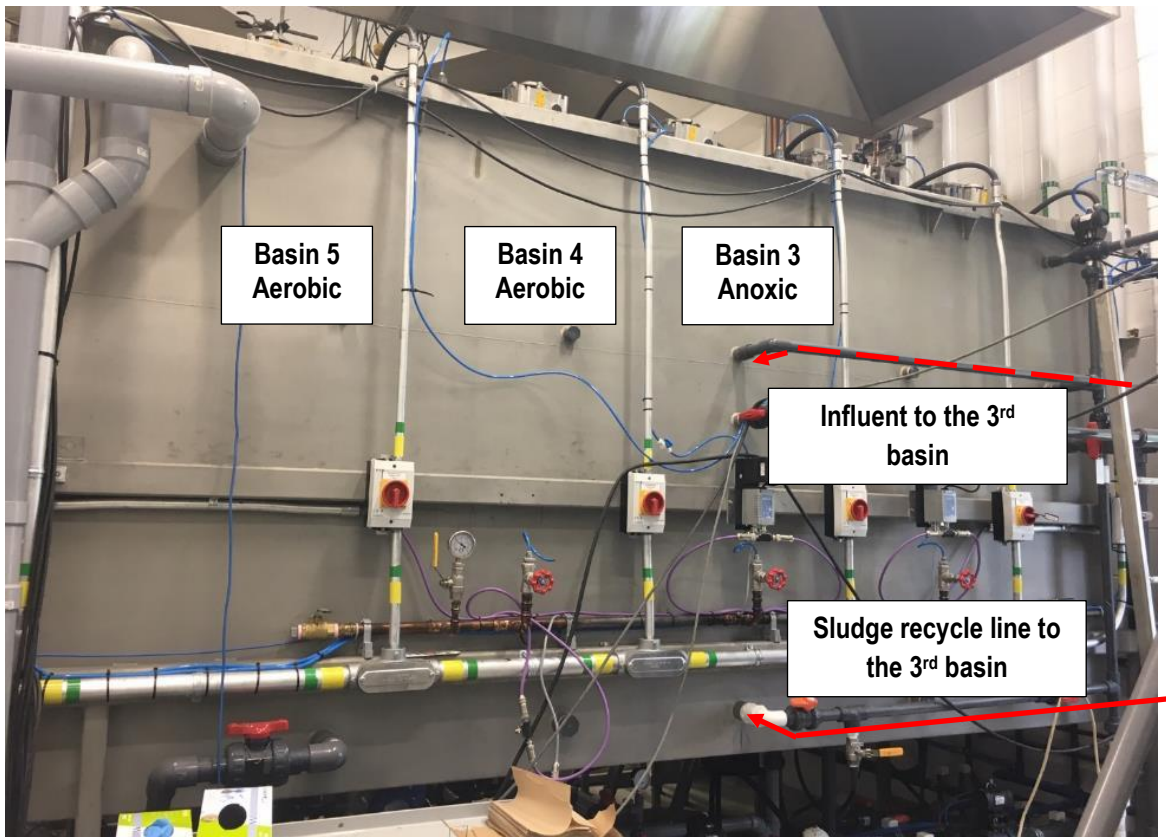 Basin 5
Aerobic
Basin 4
Aerobic
Basin 3
Anoxic
Influent to the 3rd
basin
Sludge recycle line to
the 3rd basin